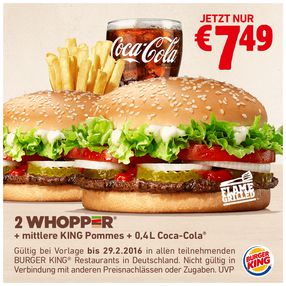 JETZT NUR
€7.49
Coca-Cola
FLAME
GRILLED
2 WHOPPER®
+ mittlere KING Pommes + 0,4L Coca-Cola®
Gültig bei Vorlage bis 29.2.2016 in allen teilnehmenden
BURGER KING® Restaurants in Deutschland. Nicht gültig in
Verbindung mit anderen Preisnachlässen oder Zugaben. UVP
BURGER
KING